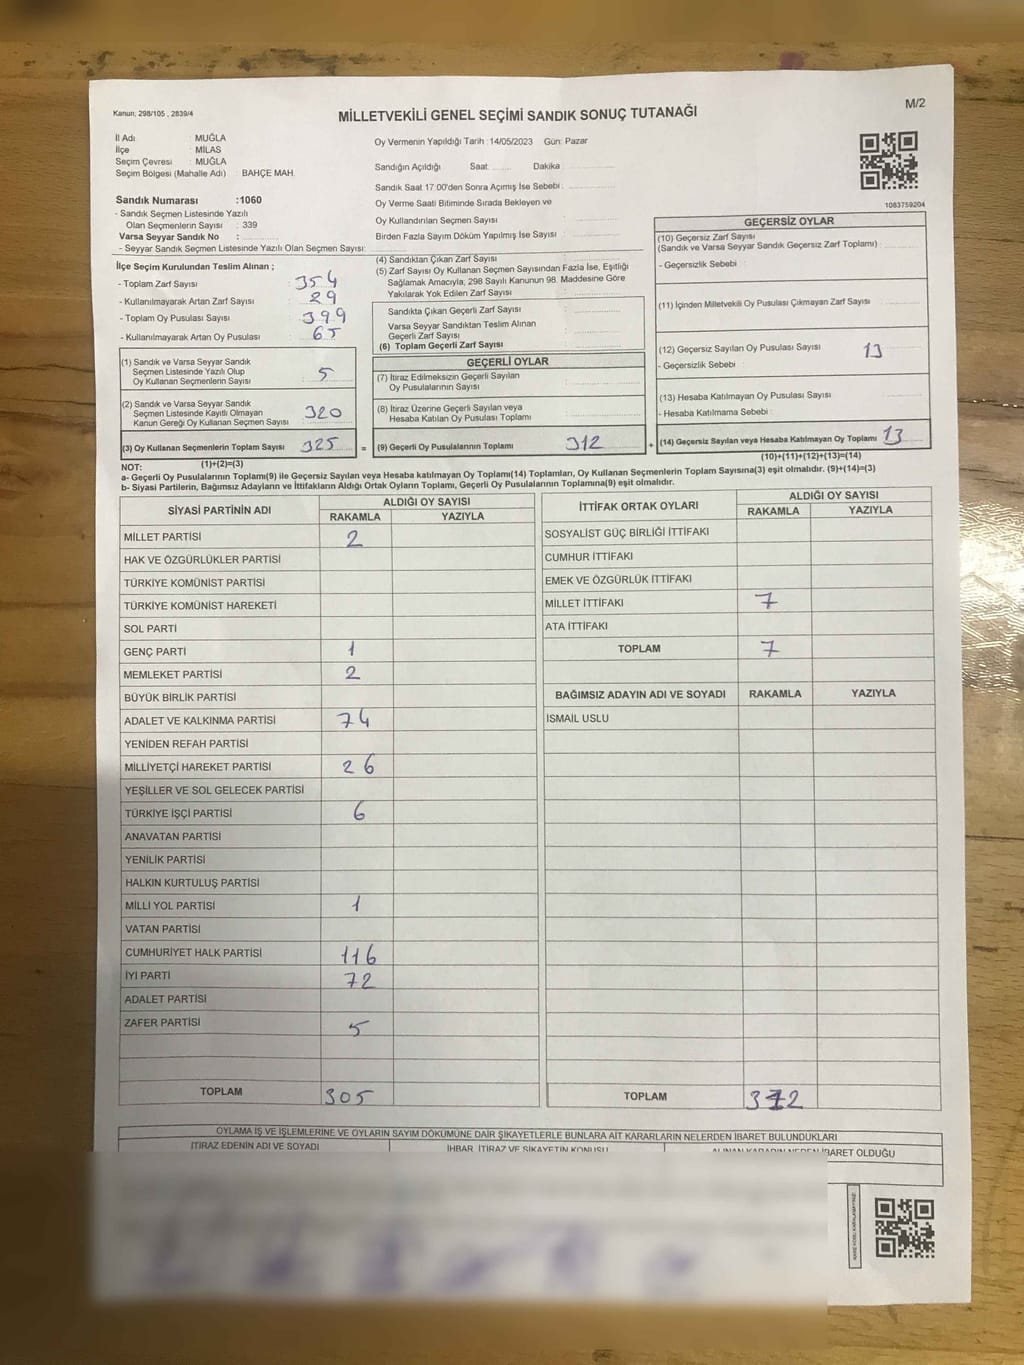 Kanun; 298/105 , 2839/4
MİLLETVEKİLİ GENEL SEÇİMİ SANDIK SONUÇ TUTANAĞI
M/2
İl Adı : MUĞLA
İlçe : MİLAS
Seçim Çevresi : MUĞLA
Seçim Bölgesi (Mahalle Adı) : BAHÇE MAH.
Sandık Numarası :1060
- Sandık Seçmen Listesinde Yazılı
Olan Seçmenlerin Sayısı : 339
Varsa Seyyar Sandık No :
- Seyyar Sandık Seçmen Listesinde Yazılı Olan Seçmen Sayısı:
Oy Vermenin Yapıldığı Tarih :14/05/2023 Gün: Pazar
Sandığın Açıldığı Saat Dakika
Sandık Saat 17:00'den Sonra Açımış İse Sebebi :
Oy Verme Saati Bitiminde Sırada Bekleyen ve
Oy Kullandırılan Seçmen Sayısı
Birden Fazla Sayım Döküm Yapılmış İse Sayısı :
1083759204
İlçe Seçim Kurulundan Teslim Alınan ;
- Toplam Zarf Sayısı : 354
- Kullanılmayarak Artan Zarf Sayısı : 29
- Toplam Oy Pusulası Sayısı : 399
- Kullanılmayarak Artan Oy Pusulası : 65
(1) Sandık ve Varsa Seyyar Sandık
Seçmen Listesinde Yazılı Olup
Oy Kullanan Seçmenlerin Sayısı : 5
(2) Sandık ve Varsa Seyyar Sandık
Seçmen Listesinde Kayıtlı Olmayan
Kanun Gereği Oy Kullanan Seçmen Sayısı : 320
(3) Oy Kullanan Seçmenlerin Toplam Sayısı 325 =
(1)+(2)=(3)
(4) Sandıktan Çıkan Zarf Sayısı
(5) Zarf Sayısı Oy Kullanan Seçmen Sayısından Fazla İse, Eşitliği
Sağlamak Amacıyla, 298 Sayılı Kanunun 98. Maddesine Göre
Yakılarak Yok Edilen Zarf Sayısı
Sandıkta Çıkan Geçerli Zarf Sayısı
Varsa Seyyar Sandıktan Teslim Alınan
Geçerli Zarf Sayısı
(6) Toplam Geçerli Zarf Sayısı
GEÇERLİ OYLAR
(7) İtiraz Edilmeksizin Geçerli Sayılan
Oy Pusulalarının Sayısı
(8) İtiraz Üzerine Geçerli Sayılan veya
Hesaba Katılan Oy Pusulası Toplamı
(9) Geçerli Oy Pusulalarının Toplamı 312 +
GEÇERSİZ OYLAR
(10) Geçersiz Zarf Sayısı
(Sandık ve Varsa Seyyar Sandık Geçersiz Zarf Toplamı) :
- Geçersizlik Sebebi :
(11) İçinden Milletvekili Oy Pusulası Çıkmayan Zarf Sayısı
(12) Geçersiz Sayılan Oy Pusulası Sayısı 13
- Geçersizlik Sebebi :
(13) Hesaba Katılmayan Oy Pusulası Sayısı
- Hesaba Katılmama Sebebi :
(14) Geçersiz Sayılan veya Hesaba Katılmayan Oy Toplamı 13
(10)+(11)+(12)+(13)=(14)
NOT:
a- Geçerli Oy Pusulalarının Toplamı(9) ile Geçersiz Sayılan veya Hesaba katılmayan Oy Toplamı(14) Toplamları, Oy Kullanan Seçmenlerin Toplam Sayısına(3) eşit olmalıdır. (9)+(14)=(3)
b- Siyasi Partilerin, Bağımsız Adayların ve İttifakların Aldığı Ortak Oyların Toplamı, Geçerli Oy Pusulalarının Toplamına(9) eşit olmalıdır.
SİYASİ PARTİNİN ADI
ALDIĞI OY SAYISI
RAKAMLA YAZIYLA
MİLLET PARTİSİ 2
HAK VE ÖZGÜRLÜKLER PARTİSİ
TÜRKİYE KOMÜNİST PARTİSİ
TÜRKİYE KOMÜNİST HAREKETİ
SOL PARTİ
GENÇ PARTİ 1
MEMLEKET PARTİSİ 2
BÜYÜK BİRLİK PARTİSİ
ADALET VE KALKINMA PARTİSİ 74
YENİDEN REFAH PARTİSİ
MİLLİYETÇİ HAREKET PARTİSİ 26
YEŞİLLER VE SOL GELECEK PARTİSİ
TÜRKİYE İŞÇİ PARTİSİ 6
ANAVATAN PARTİSİ
YENİLİK PARTİSİ
HALKIN KURTULUŞ PARTİSİ
MİLLİ YOL PARTİSİ 1
VATAN PARTİSİ
CUMHURİYET HALK PARTİSİ 116
İYİ PARTİ 72
ADALET PARTİSİ
ZAFER PARTİSİ 5
TOPLAM 305
İTTİFAK ORTAK OYLARI
ALDIĞI OY SAYISI
RAKAMLA YAZIYLA
SOSYALİST GÜÇ BİRLİĞİ İTTİFAKI
CUMHUR İTTİFAKI
EMEK VE ÖZGÜRLÜK İTTİFAKI
MİLLET İTTİFAKI 7
ATA İTTİFAKI
TOPLAM 7
BAĞIMSIZ ADAYIN ADI VE SOYADI RAKAMLA YAZIYLA
İSMAİL USLU
TOPLAM 312
OYLAMA İŞ VE İŞLEMLERİNE VE OYLARIN SAYIM DÖKÜMÜNE DAİR ŞİKAYETLERLE BUNLARA AİT KARARLARIN NELERDEN İBARET BULUNDUKLARI
İTİRAZ EDENİN ADI VE SOYADI
İHBAR, İTİRAZ VE ŞİKAYETİN KONUSU
ALINAN KARARIN NEDEN İBARET OLDUĞU